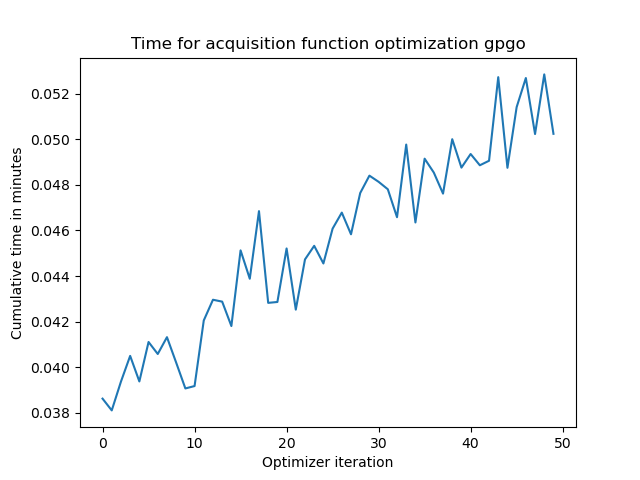 Time for acquisition function optimization gpgo
Cumulative time in minutes
0.052
0.050
0.048
0.046
0.044
0.042
0.040
0.038
0 10 20 30 40 50
Optimizer iteration